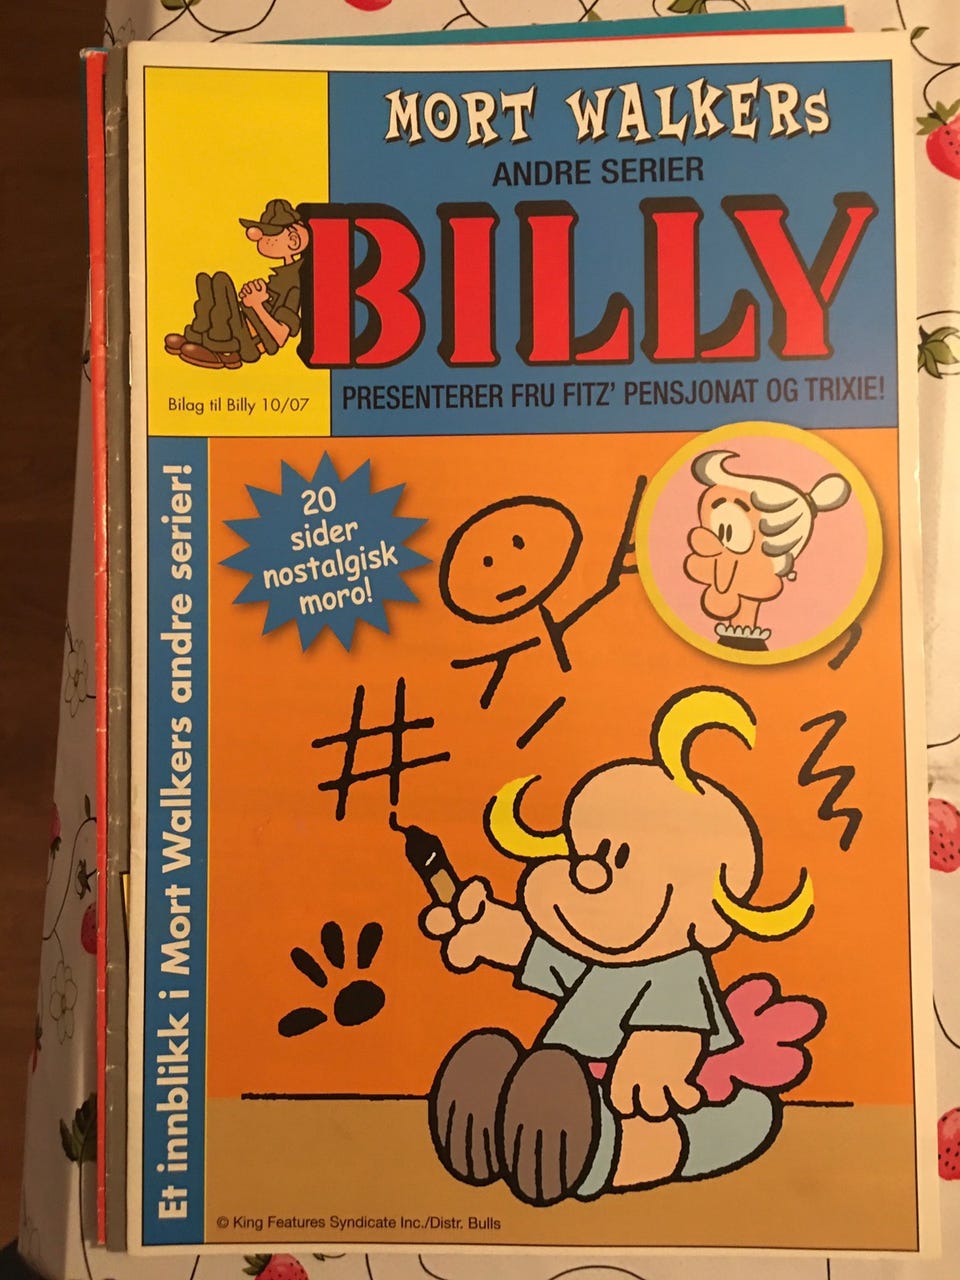 MORT WALKERS
ANDRE SERIER
BILLY
Bilag til Billy 10/07
PRESENTERER FRU FITZ' PENSJONAT OG TRIXIE!
Et innblikk i Mort Walkers andre serier!
20
sider
nostalgisk
moro!
© King Features Syndicate Inc./Distr. Bulls